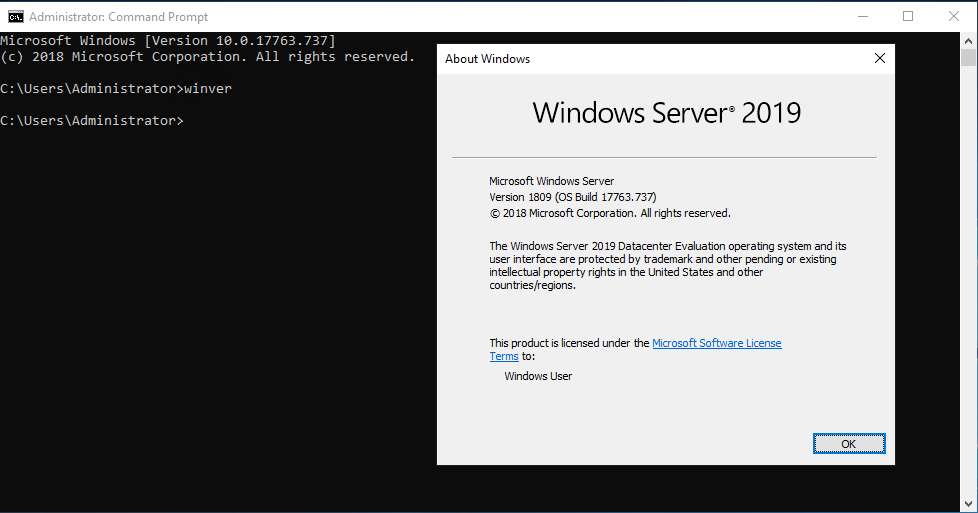 Administrator: Command Prompt
Microsoft Windows [Version 10.0.17763.737]
(c) 2018 Microsoft Corporation. All rights reserved.
C:\Users\Administrator>winver
C:\Users\Administrator>
About Windows
Windows Server® 2019
Microsoft Windows Server
Version 1809 (OS Build 17763.737)
© 2018 Microsoft Corporation. All rights reserved.
The Windows Server 2019 Datacenter Evaluation operating system and its
user interface are protected by trademark and other pending or existing
intellectual property rights in the United States and other
countries/regions.
This product is licensed under the Microsoft Software License
Terms to:
Windows User
OK